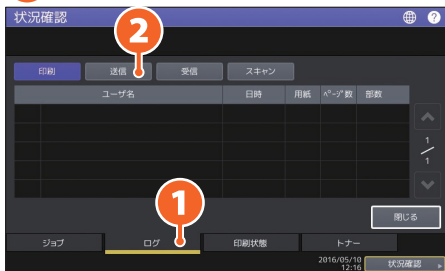 状況確認
?
2
印刷 送信 受信 スキャン
ユーザ名 日時 用紙 ページ数 部数
1
1
1
閉じる
ジョブ ログ 印刷状態 トナー
2016/05/10
12:16
状況確認